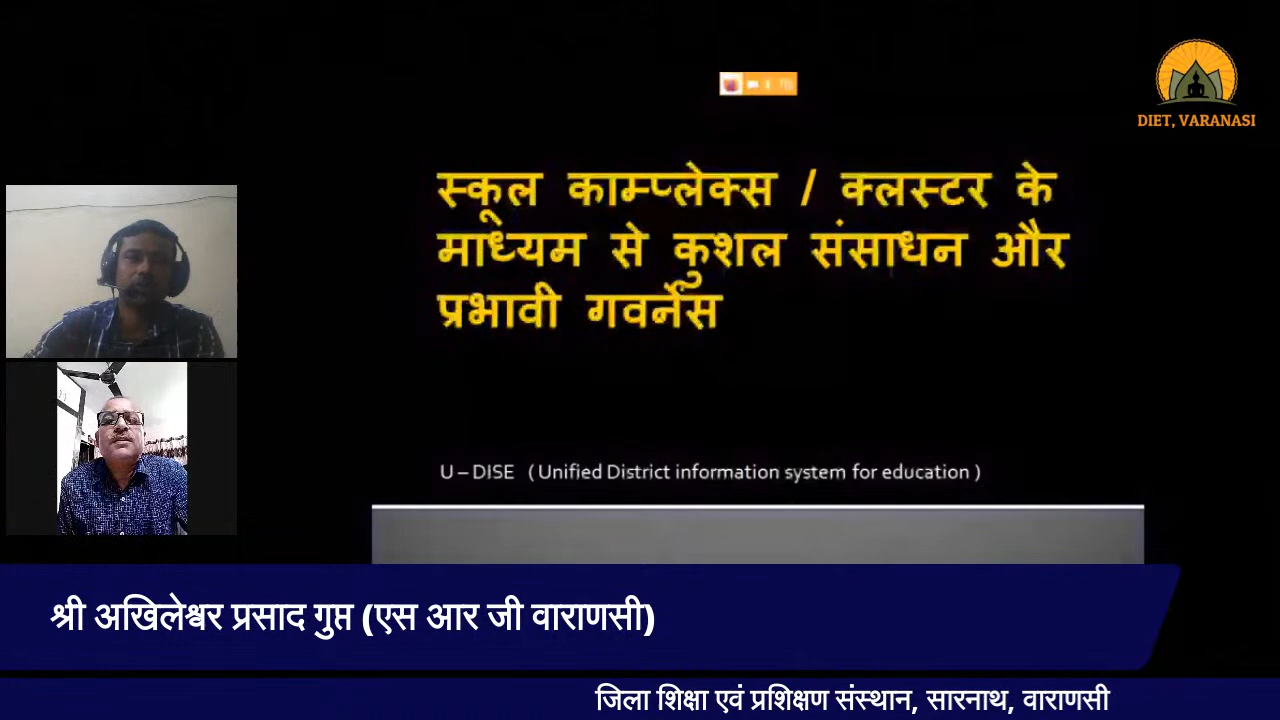 DIET, VARANASI
स्कूल काम्प्लेक्स / क्लस्टर के
माध्यम से कुशल संसाधन और
प्रभावी गवर्नेंस
U – DISE ( Unified District information system for education )
श्री अखिलेश्वर प्रसाद गुप्त (एस आर जी वाराणसी)
जिला शिक्षा एवं प्रशिक्षण संस्थान, सारनाथ, वाराणसी